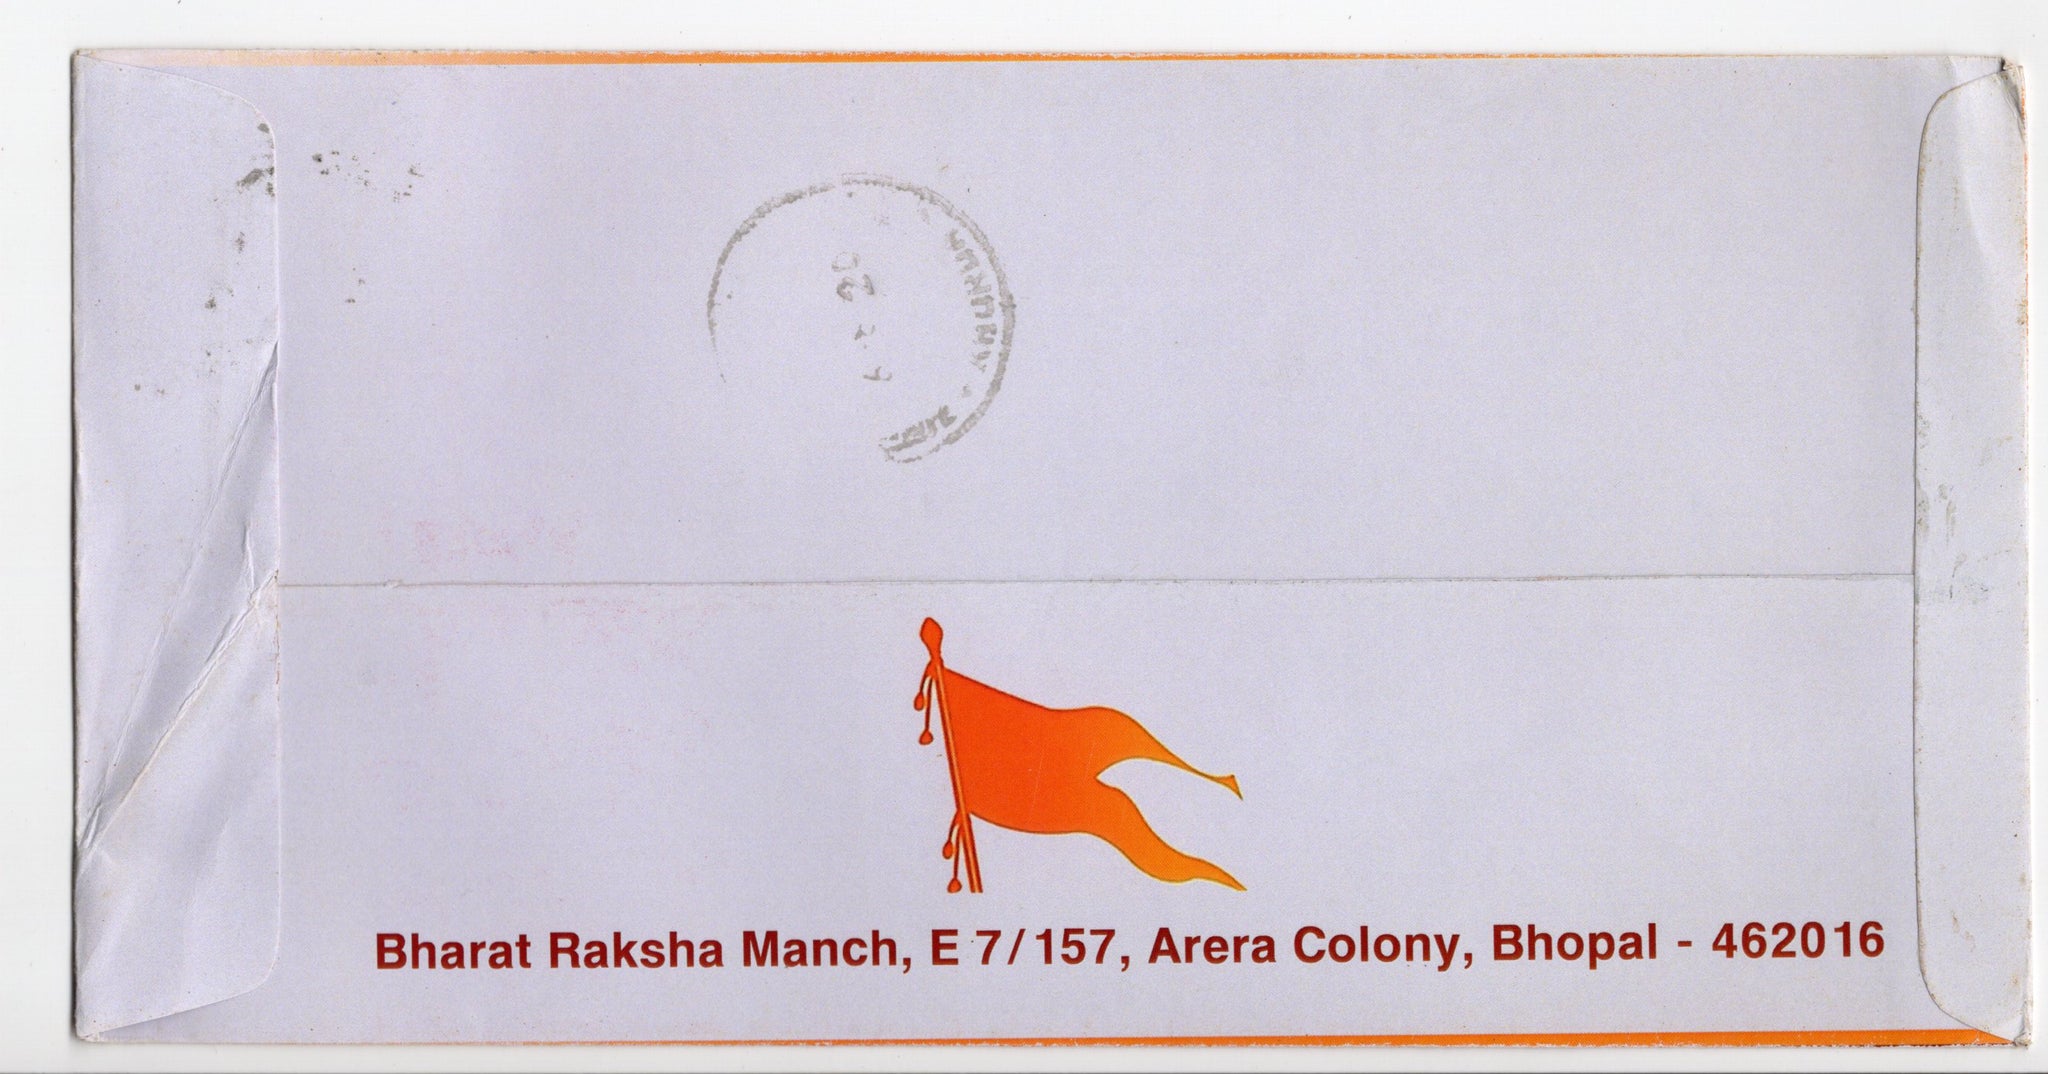 Bharat Raksha Manch, E 7/157, Arera Colony, Bhopal - 462016